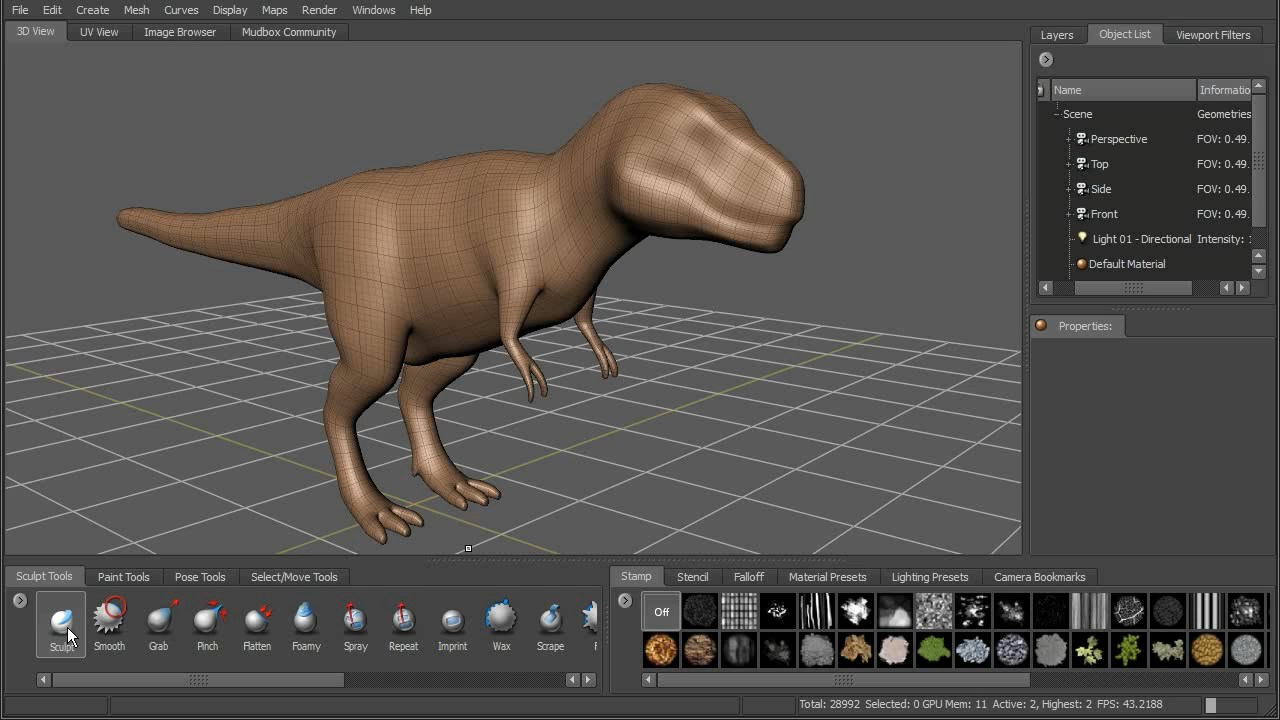 File Edit Create Mesh Curves Display Maps Render Windows Help
3D View UV View Image Browser Mudbox Community
Layers Object List Viewport Filters
Name Informatio
Scene Geometries
Perspective FOV: 0.49.
Top FOV: 0.49.
Side FOV: 0.49.
Front FOV: 0.49.
Light 01 - Directional Intensity:
Default Material
Properties:
Sculpt Tools Paint Tools Pose Tools Select/Move Tools
Sculpt Smooth Grab Pinch Flatten Foamy Spray Repeat Imprint Wax Scrape F
Stamp Stencil Falloff Material Presets Lighting Presets Camera Bookmarks
Off
Total: 28992 Selected: 0 GPU Mem: 11 Active: 2, Highest: 2 FPS: 43.2188